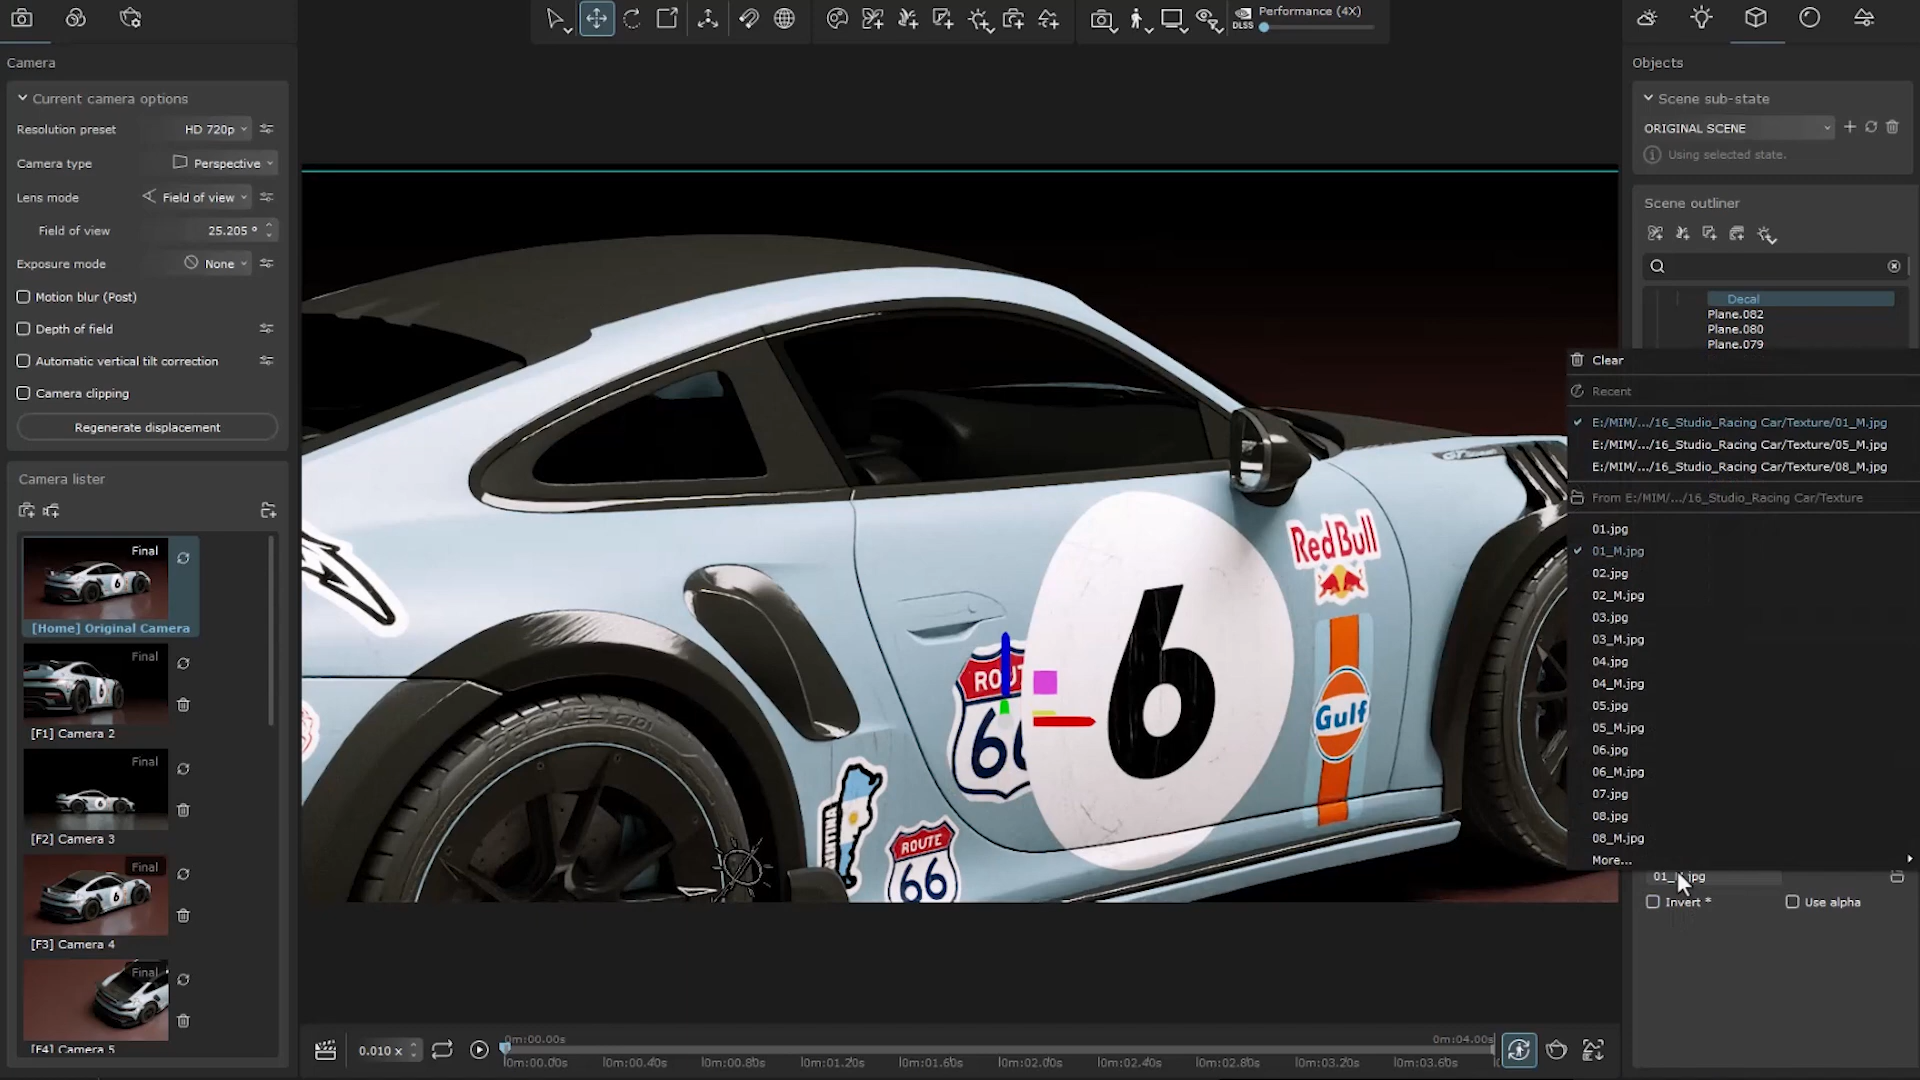 Camera
Current camera options
Resolution preset HD 720p
Camera type Perspective
Lens mode Field of view
Field of view 25.205 °
Exposure mode None
Motion blur (Post)
Depth of field
Automatic vertical tilt correction
Camera clipping
Regenerate displacement
Camera lister
Final
[Home] Original Camera
Final
[F1] Camera 2
Final
[F2] Camera 3
Final
[F3] Camera 4
Final
[F4] Camera 5
DLSS
Performance (4X)
Red Bull
ROUTE
66
6
Gulf
ROUTE
66
0.010 x
0m:00.00s
0m:04.00s
0m:00.00s 0m:00.40s 0m:00.80s 0m:01.20s 0m:01.60s 0m:02.00s 0m:02.40s 0m:02.80s 0m:03.20s 0m:03.60s
Objects
Scene sub-state
ORIGINAL SCENE
Using selected state.
Scene outliner
Decal
Plane.082
Plane.080
Plane.079
Clear
Recent
E:/MIM/.../16_Studio_Racing Car/Texture/01_M.jpg
E:/MIM/.../16_Studio_Racing Car/Texture/05_M.jpg
E:/MIM/.../16_Studio_Racing Car/Texture/08_M.jpg
From E:/MIM/.../16_Studio_Racing Car/Texture
01.jpg
01_M.jpg
02.jpg
02_M.jpg
03.jpg
03_M.jpg
04.jpg
04_M.jpg
05.jpg
05_M.jpg
06.jpg
06_M.jpg
07.jpg
08.jpg
08_M.jpg
More...
01_M.jpg
Invert *
Use alpha